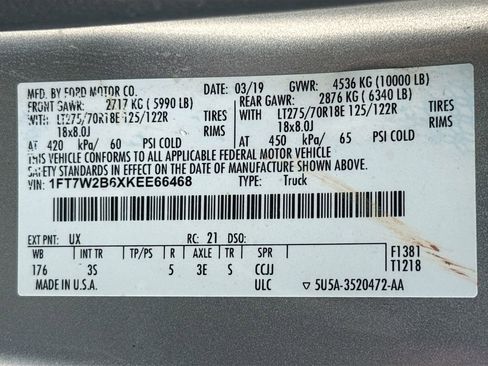 MFD. BY FORD MOTOR CO.
DATE: 03/19 GVWR: 4536 KG (10000 LB)
FRONT GAWR: 2717 KG ( 5990 LB) REAR GAWR: 2876 KG ( 6340 LB)
WITH LT275/70R18E 125/122R TIRES WITH LT275/70R18E 125/122R TIRES
18x8.0J RIMS 18x8.0J RIMS
AT 420 kPa/ 60 PSI COLD AT 450 kPa/ 65 PSI COLD
THIS VEHICLE CONFORMS TO ALL APPLICABLE FEDERAL MOTOR VEHICLE
SAFETY STANDARDS IN EFFECT ON THE DATE OF MANUFACTURE SHOWN ABOVE.
VIN: 1FT7W2B6XKEE66468 TYPE: Truck
EXT PNT: UX RC: 21 DSO:
WB INT TR TP/PS R AXLE TR SPR F1381
176 3S 5 3E S CCJJ T1218
MADE IN U.S.A. ULC 5U5A-3520472-AA